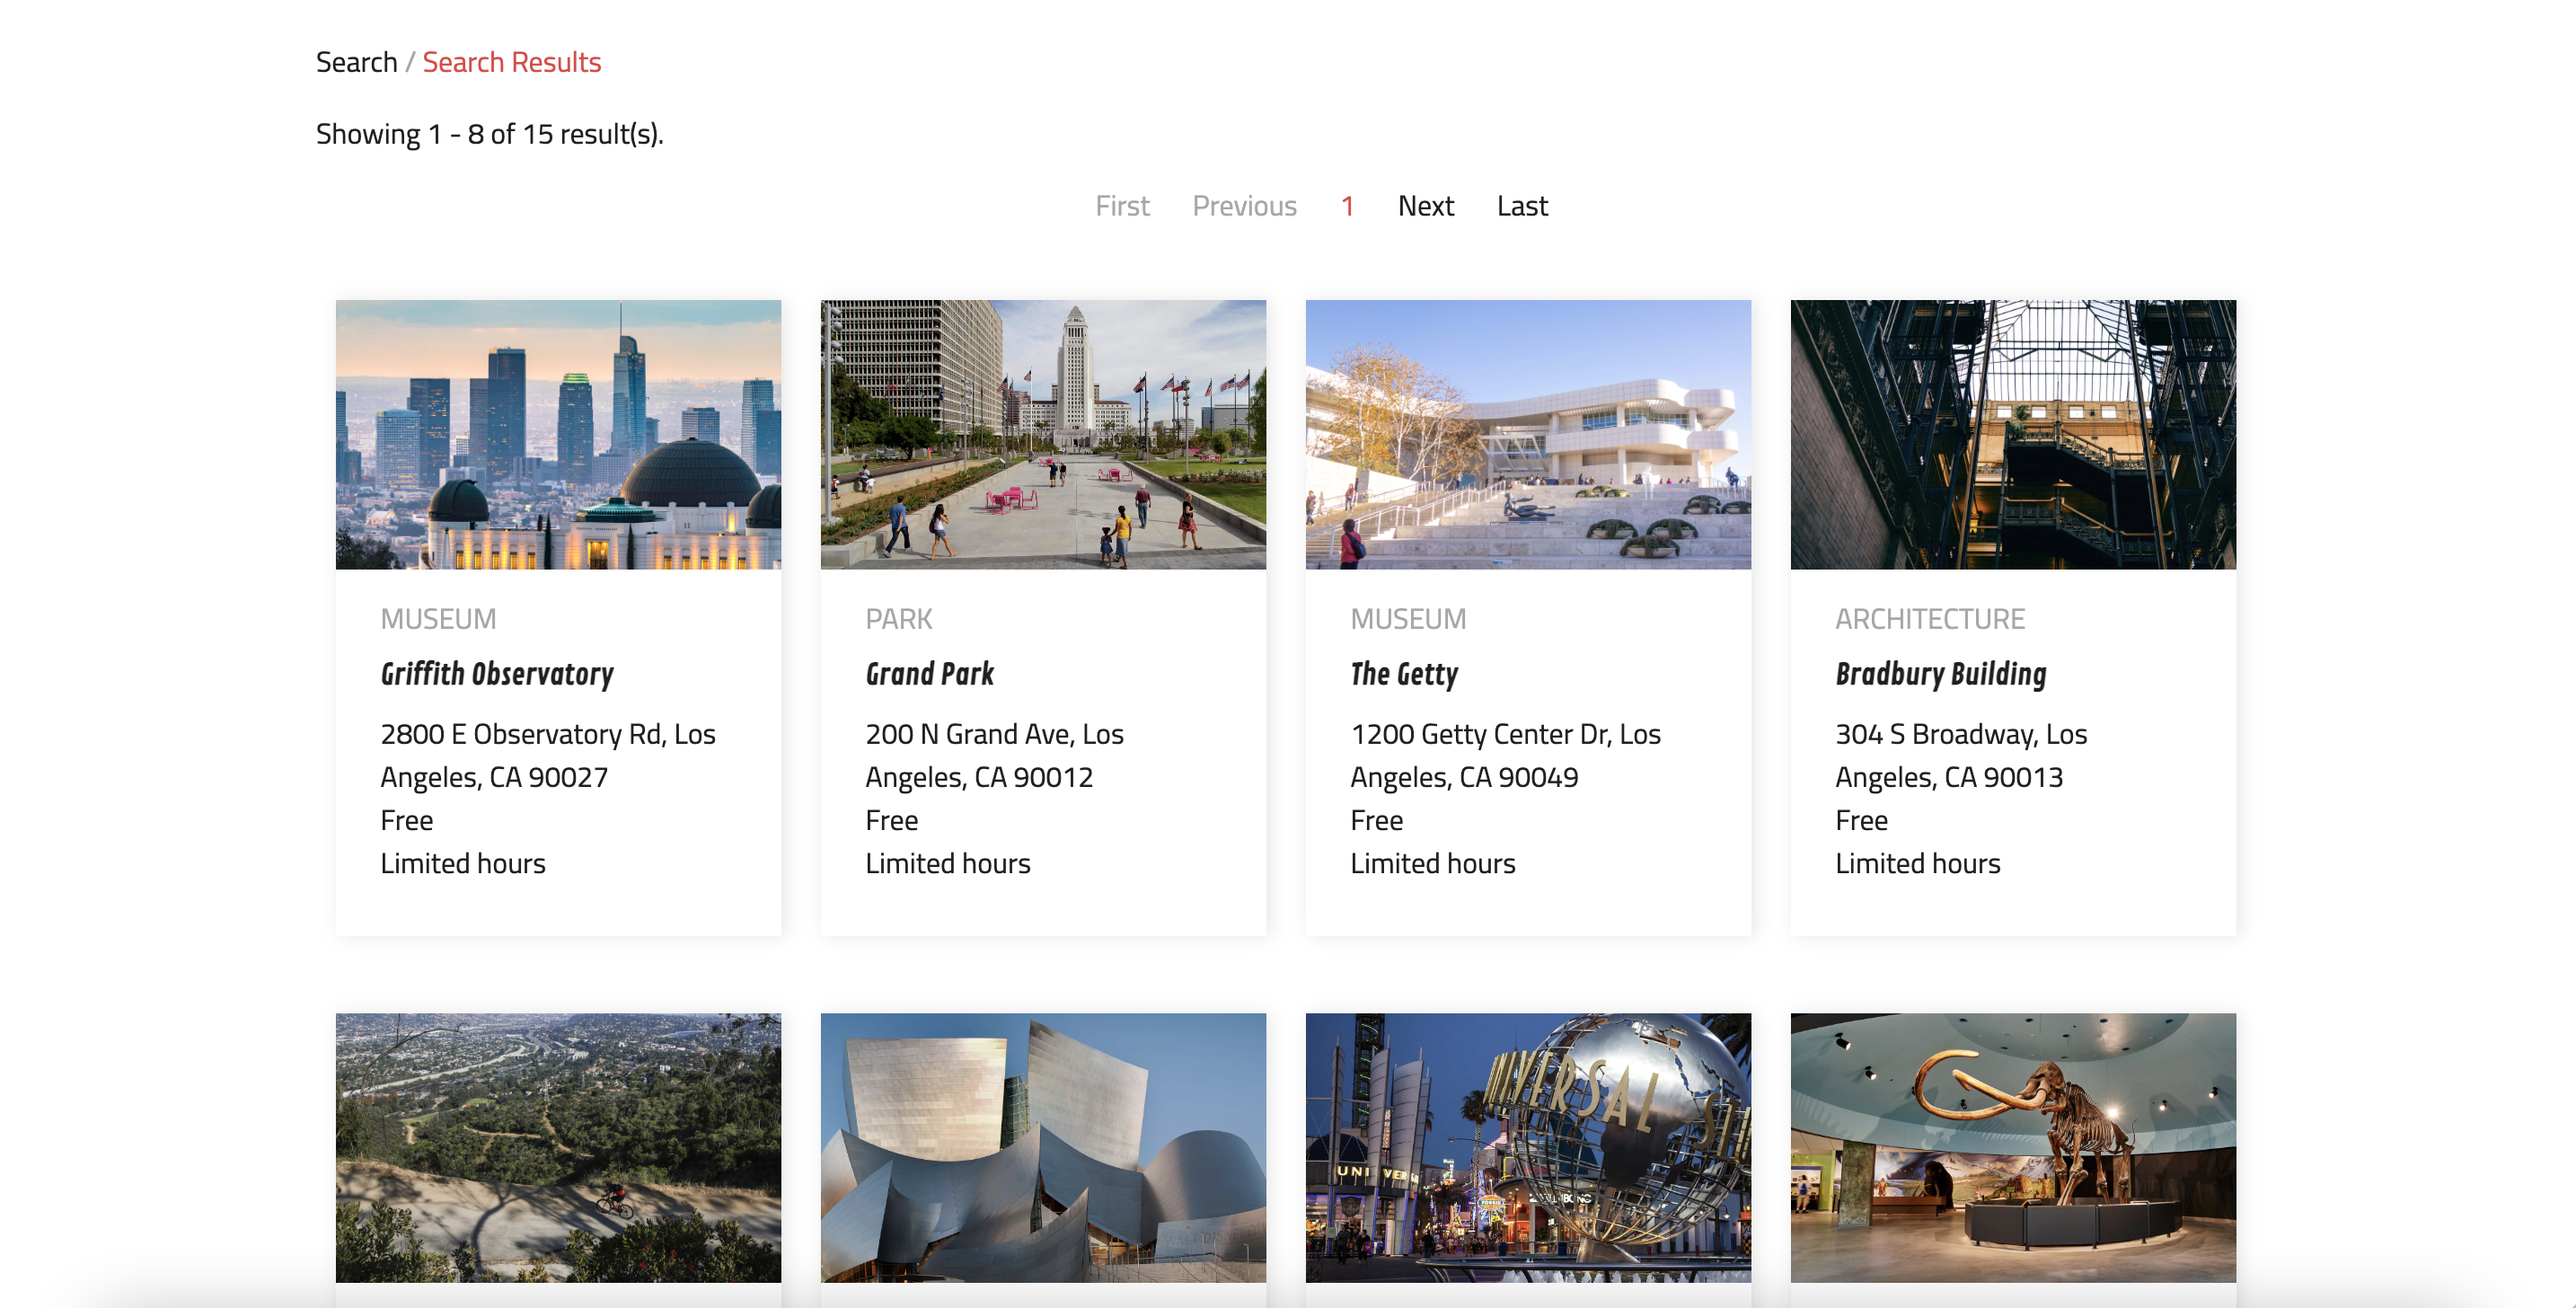 Search / Search Results
Showing 1 - 8 of 15 result(s).
First Previous 1 Next Last
MUSEUM
Griffith Observatory
2800 E Observatory Rd, Los
Angeles, CA 90027
Free
Limited hours
PARK
Grand Park
200 N Grand Ave, Los
Angeles, CA 90012
Free
Limited hours
MUSEUM
The Getty
1200 Getty Center Dr, Los
Angeles, CA 90049
Free
Limited hours
ARCHITECTURE
Bradbury Building
304 S Broadway, Los
Angeles, CA 90013
Free
Limited hours
UNIVERSAL